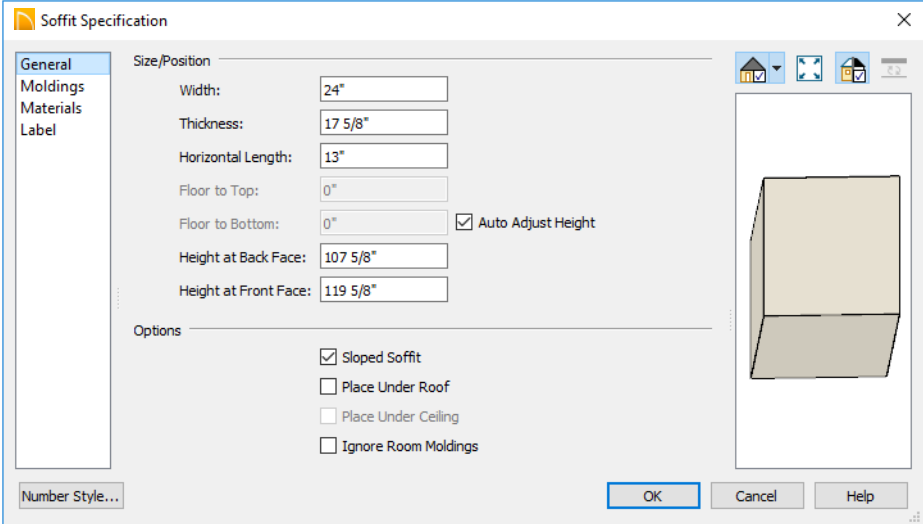 Soffit Specification
General
Moldings
Materials
Label
Size/Position
Width: 24"
Thickness: 17 5/8"
Horizontal Length: 13"
Floor to Top: 0"
Floor to Bottom: 0" Auto Adjust Height
Height at Back Face: 107 5/8"
Height at Front Face: 119 5/8"
Options
Sloped Soffit
Place Under Roof
Place Under Ceiling
Ignore Room Moldings
Number Style... OK Cancel Help